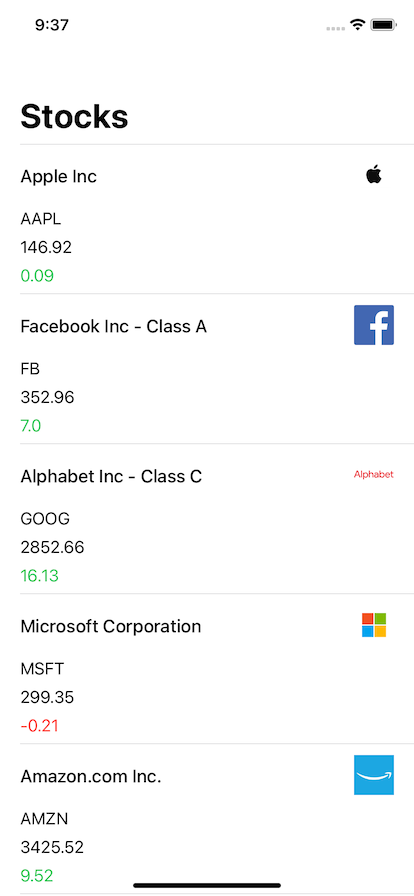 9:37
Stocks
Apple Inc
AAPL
146.92
0.09
Facebook Inc - Class A
FB
352.96
7.0
Alphabet Inc - Class C
Alphabet
GOOG
2852.66
16.13
Microsoft Corporation
MSFT
299.35
-0.21
Amazon.com Inc.
AMZN
3425.52
9.52